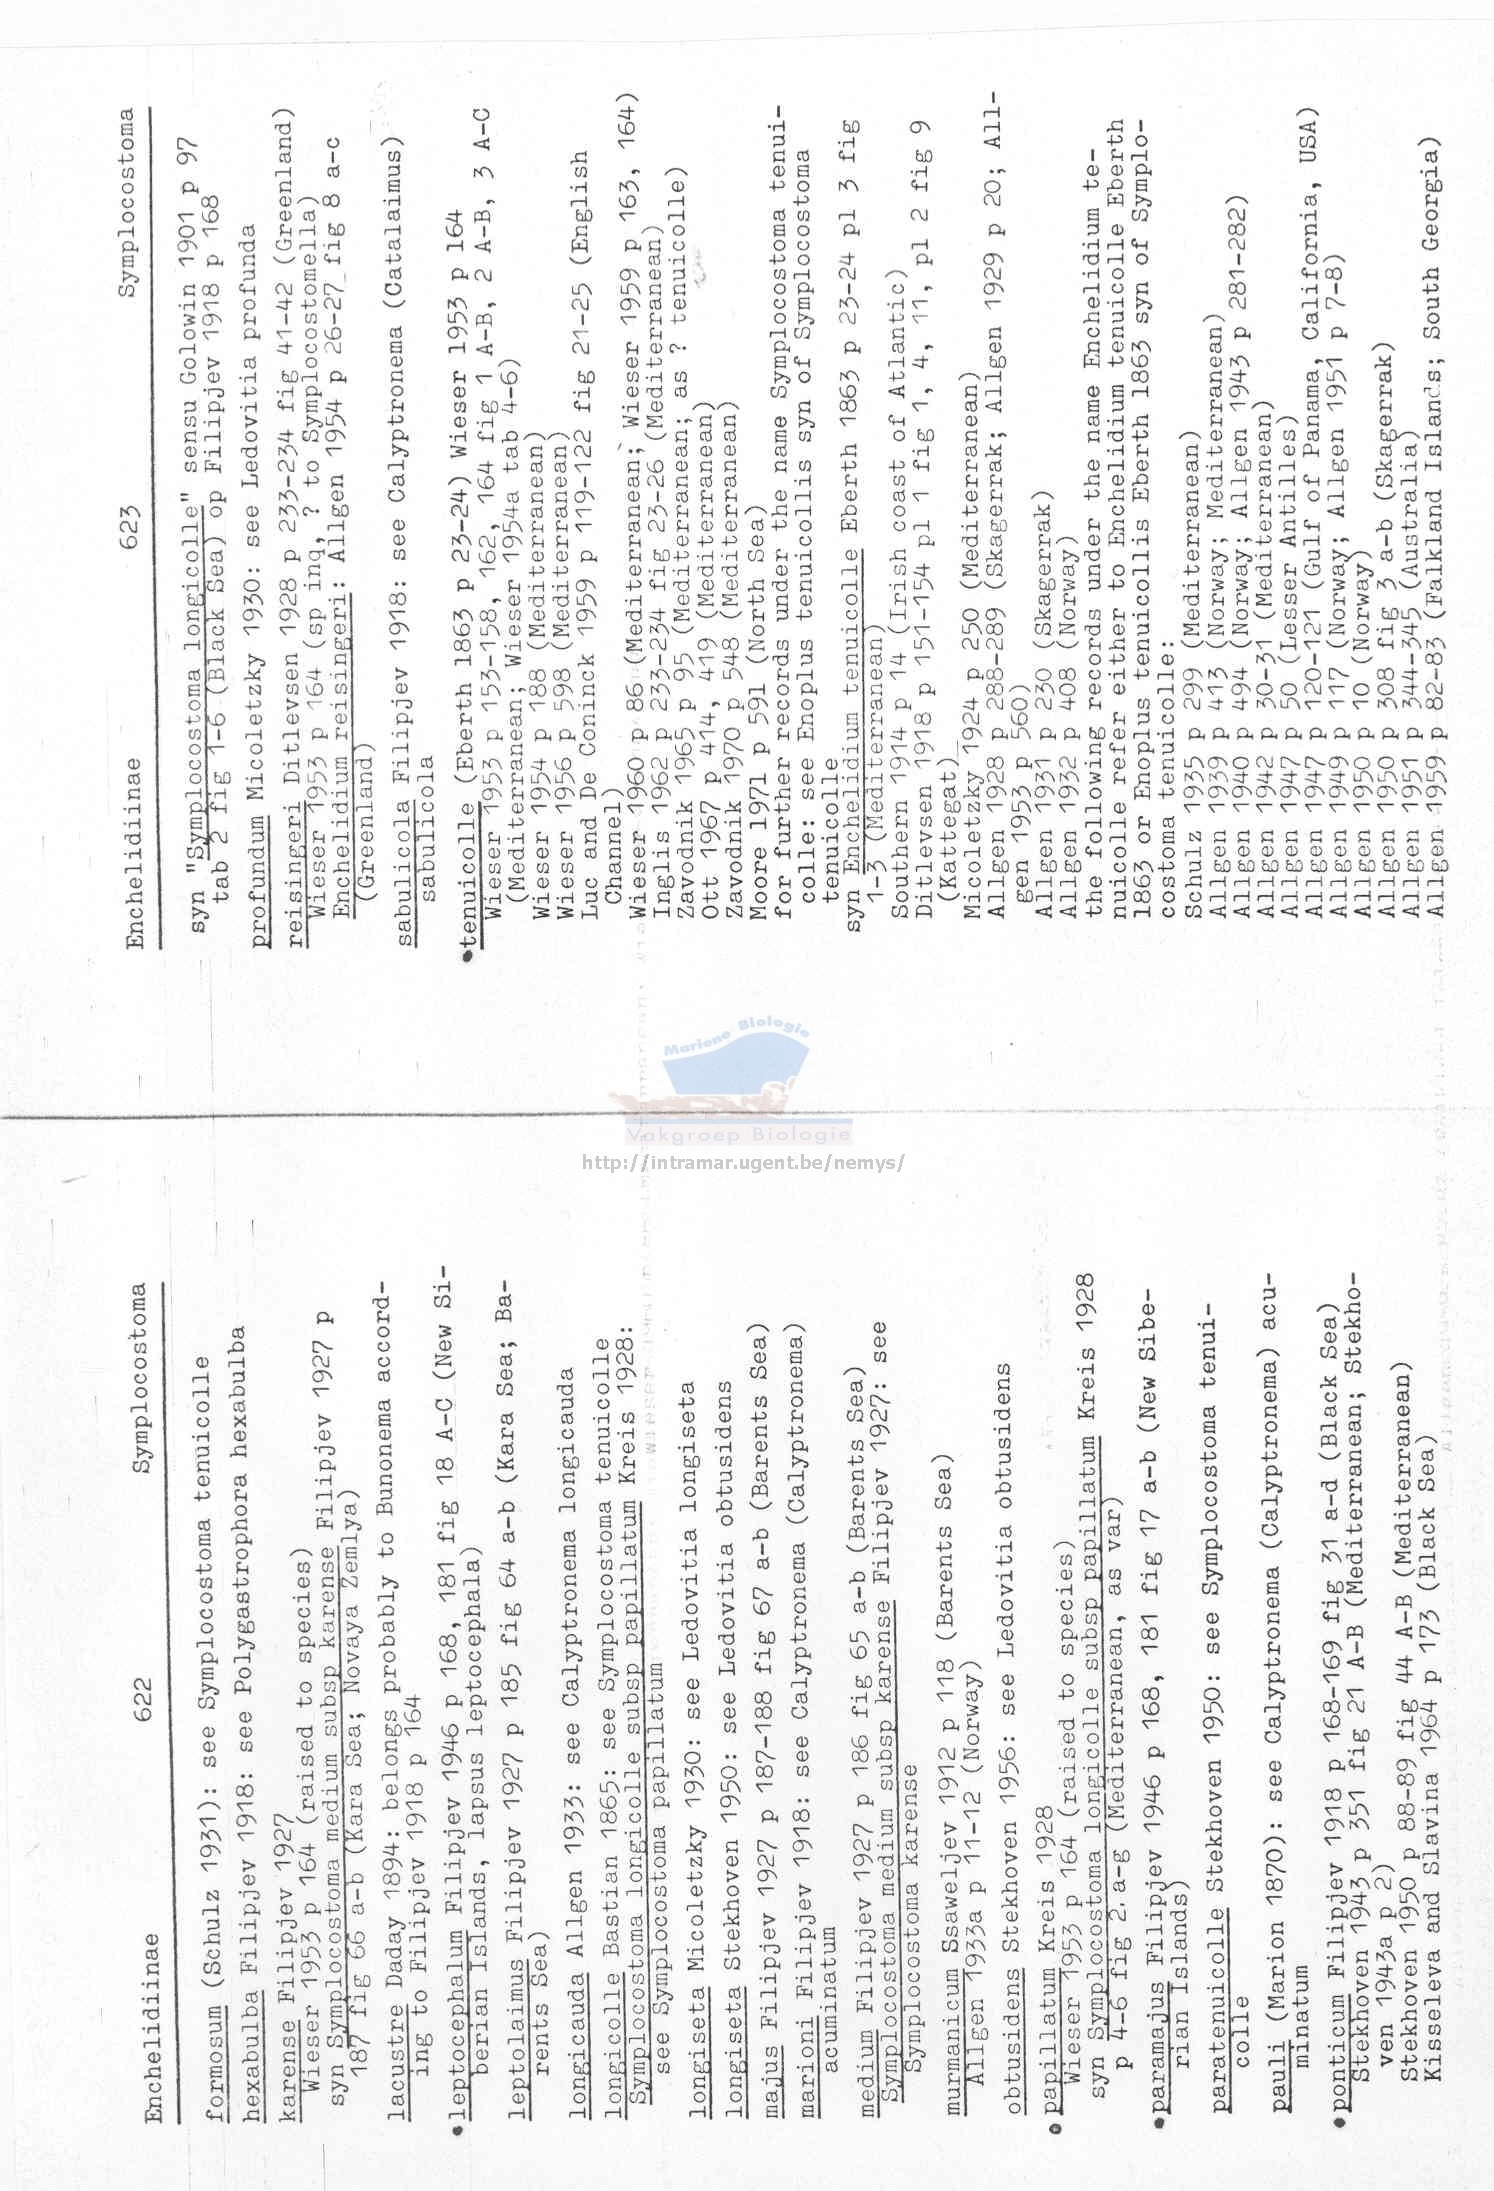 Enchelidiinae 622 Symplocostoma
formosum (Schulz 1931): see Symplocostoma tenuicolle
hexabulba Filipjev 1918: see Polygastrophora hexabulba
karense Filipjev 1927
Wieser 1953 p 164 (raised to species)
syn Symplocostoma medium subsp karense Filipjev 1927 p
187 fig 66 a-b (Kara Sea; Novaya Zemlya)
lacustre Daday 1894: belongs probably to Bunonema accord-
ing to Filipjev 1918 p 164
•leptocephalum Filipjev 1946 p 168, 181 fig 18 A-C (New Si-
berian Islands, lapsus leptocephala)
leptolaimus Filipjev 1927 p 185 fig 64 a-b (Kara Sea; Ba-
rents Sea)
longicauda Allgen 1933: see Calyptronema longicauda
longicolle Bastian 1865: see Symplocostoma tenuicolle
Symplocostoma longicolle subsp papillatum Kreis 1928:
see Symplocostoma papillatum
longiseta Micoletzky 1930: see Ledovitia longiseta
longiseta Stekhoven 1950: see Ledovitia obtusidens
majus Filipjev 1927 p 187-188 fig 67 a-b (Barents Sea)
marioni Filipjev 1918: see Calyptronema (Calyptronema)
acuminatum
medium Filipjev 1927 p 186 fig 65 a-b (Barents Sea)
Symplocostoma medium subsp karense Filipjev 1927: see
Symplocostoma karense
murmanicum Ssaweljev 1912 p 118 (Barents Sea)
Allgen 1933a p 11-12 (Norway)
obtusidens Stekhoven 1956: see Ledovitia obtusidens
•papillatum Kreis 1928
Wieser 1953 p 164 (raised to species)
syn Symplocostoma longicolle subsp papillatum Kreis 1928
p 4-6 fig 2.a-g (Mediterranean, as var)
•paramajus Filipjev 1946 p 168, 181 fig 17 a-b (New Sibe-
rian Islands)
paratenuicolle Stekhoven 1950: see Symplocostoma tenui-
colle
pauli (Marion 1870): see Calyptronema (Calyptronema) acu-
minatum
•ponticum Filipjev 1918 p 168-169 fig 31 a-d (Black Sea)
Stekhoven 1943 p 351 fig 21 A-B (Mediterranean; Stekho-
ven 1943a p 2)
Stekhoven 1950 p 88-89 fig 44 A-B (Mediterranean)
Kisseleva and Slavina 1964 p 173 (Black Sea)
Enchelidiinae 623 Symplocostoma
syn "Symplocostoma longicolle" sensu Golowin 1901 p 97
tab 2 fig 1-6 (Black Sea) op Filipjev 1918 p 168
profundum Micoletzky 1930: see Ledovitia profunda
reisingeri Ditlevsen 1928 p 233-234 fig 41-42 (Greenland)
Wieser 1953 p 164 (sp inq, ? to Symplocostomella)
Enchelidium reisingeri: Allgen 1954 p 26-27 fig 8 a-c
(Greenland)
sabulicola Filipjev 1918: see Calyptronema (Catalaimus)
sabulicola
•tenuicolle (Eberth 1863 p 23-24) Wieser 1953 p 164
Wieser 1953 p 153-158, 162, 164 fig 1 A-B, 2 A-B, 3 A-C
(Mediterranean; Wieser 1954a tab 4-6)
Wieser 1954 p 188 (Mediterranean)
Wieser 1956 p 598 (Mediterranean)
Luc and De Coninck 1959 p 119-122 fig 21-25 (English
Channel)
Wieser 1960 p 86 (Mediterranean; Wieser 1959 p 163, 164)
Inglis 1962 p 233-234 fig 23-26 (Mediterranean)
Zavodnik 1965 p 95 (Mediterranean; as ? tenuicolle)
Ott 1967 p 414, 419 (Mediterranean)
Zavodnik 1970 p 548 (Mediterranean)
Moore 1971 p 591 (North Sea)
for further records under the name Symplocostoma tenui-
colle: see Enoplus tenuicollis syn of Symplocostoma
tenuicolle
syn Enchelidium tenuicolle Eberth 1863 p 23-24 pl 3 fig
1-3 (Mediterranean)
Southern 1914 p 14 (Irish coast of Atlantic)
Ditlevsen 1918 p 151-154 pl 1 fig 1, 4, 11, pl 2 fig 9
(Kattegat)
Micoletzky 1924 p 250 (Mediterranean)
Allgen 1928 p 288-289 (Skagerrak; Allgen 1929 p 20; All-
gen 1953 p 560)
Allgen 1931 p 230 (Skagerrak)
Allgen 1932 p 408 (Norway)
the following records under the name Enchelidium te-
nuicolle refer either to Enchelidium tenuicolle Eberth
1863 or Enoplus tenuicollis Eberth 1863 syn of Symplo-
costoma tenuicolle:
Schulz 1935 p 299 (Mediterranean)
Allgen 1939 p 413 (Norway; Mediterranean)
Allgen 1940 p 494 (Norway; Allgen 1943 p 281-282)
Allgen 1942 p 30-31 (Mediterranean)
Allgen 1947 p 50 (Lesser Antilles)
Allgen 1947 p 120-121 (Gulf of Panama, California, USA)
Allgen 1949 p 117 (Norway; Allgen 1951 p 7-8)
Allgen 1950 p 10 (Norway)
Allgen 1950 p 308 fig 3 a-b (Skagerrak)
Allgen 1951 p 344-345 (Australia)
Allgen 1959 p 82-83 (Falkland Islands; South Georgia)
Mariene Biologie
Vakgroep Biologie
http://intramar.ugent.be/nemys/